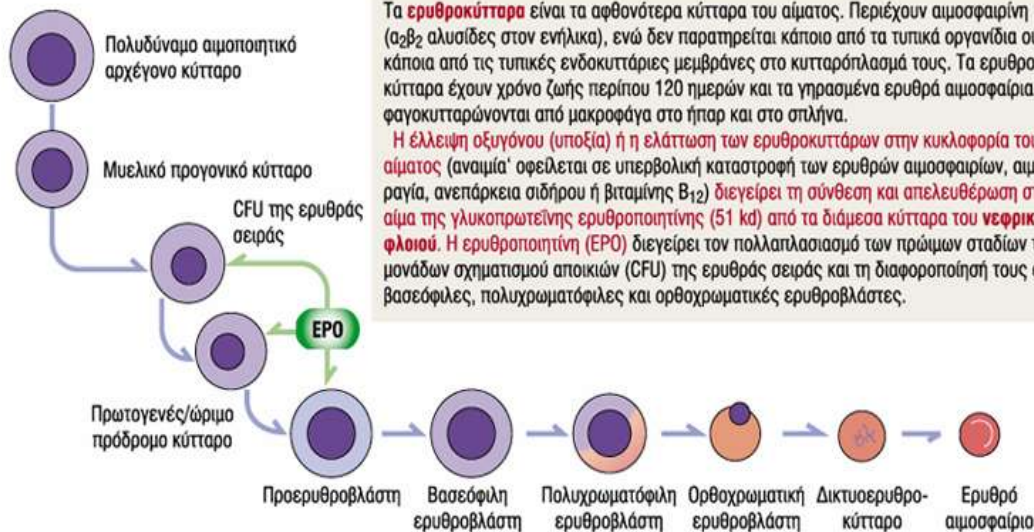 Πολυδύναμο αιμοποιητικό
αρχέγονο κύτταρο
Μυελικό προγονικό κύτταρο
CFU της ερυθράς
σειράς
Τα ερυθροκύτταρα είναι τα αφθονότερα κύτταρα του αίματος. Περιέχουν αιμοσφαιρίνη
(α2β2 αλυσίδες στον ενήλικα), ενώ δεν παρατηρείται κάποιο από τα τυπικά οργανίδια
κάποια από τις τυπικές ενδοκυττάριες μεμβράνες στο κυτταρόπλασμά τους. Τα ερυθρο
κύτταρα έχουν χρόνο ζωής περίπου 120 ημερών και τα γηρασμένα ερυθρά αιμοσφαίρια
φαγοκυτταρώνονται από μακροφάγα στο ήπαρ και στο σπλήνα.
Η έλλειψη οξυγόνου (υποξία) ή η ελάττωση των ερυθροκυττάρων στην κυκλοφορία του
αίματος (αναιμία' οφείλεται σε υπερβολική καταστροφή των ερυθρών αιμοσφαιρίων, αιμ
ραγία, ανεπάρκεια σιδήρου ή βιταμίνης B12) διεγείρει τη σύνθεση και απελευθέρωση
αίμα της γλυκοπρωτεΐνης ερυθροποιητίνης (51 kd) από τα διάμεσα κύτταρα του νεφρικ
φλοιού. Η ερυθροποιητίνη (EPO) διεγείρει τον πολλαπλασιασμό των πρώιμων σταδίων
μονάδων σχηματισμού αποικιών (CFU) της ερυθράς σειράς και τη διαφοροποίησή τους
βασεόφιλες, πολυχρωματόφιλες και ορθοχρωματικές ερυθροβλάστες.
EPO
Πρωτογενές/ώριμο
πρόδρομο κύτταρο
Προερυθροβλάστη
Βασεόφιλη
ερυθροβλάστη
Πολυχρωματόφιλη
ερυθροβλάστη
Ορθοχρωματική
ερυθροβλάστη
Δικτυοερυθρο-
κύτταρο
Ερυθρό
αιμοσφαίριο